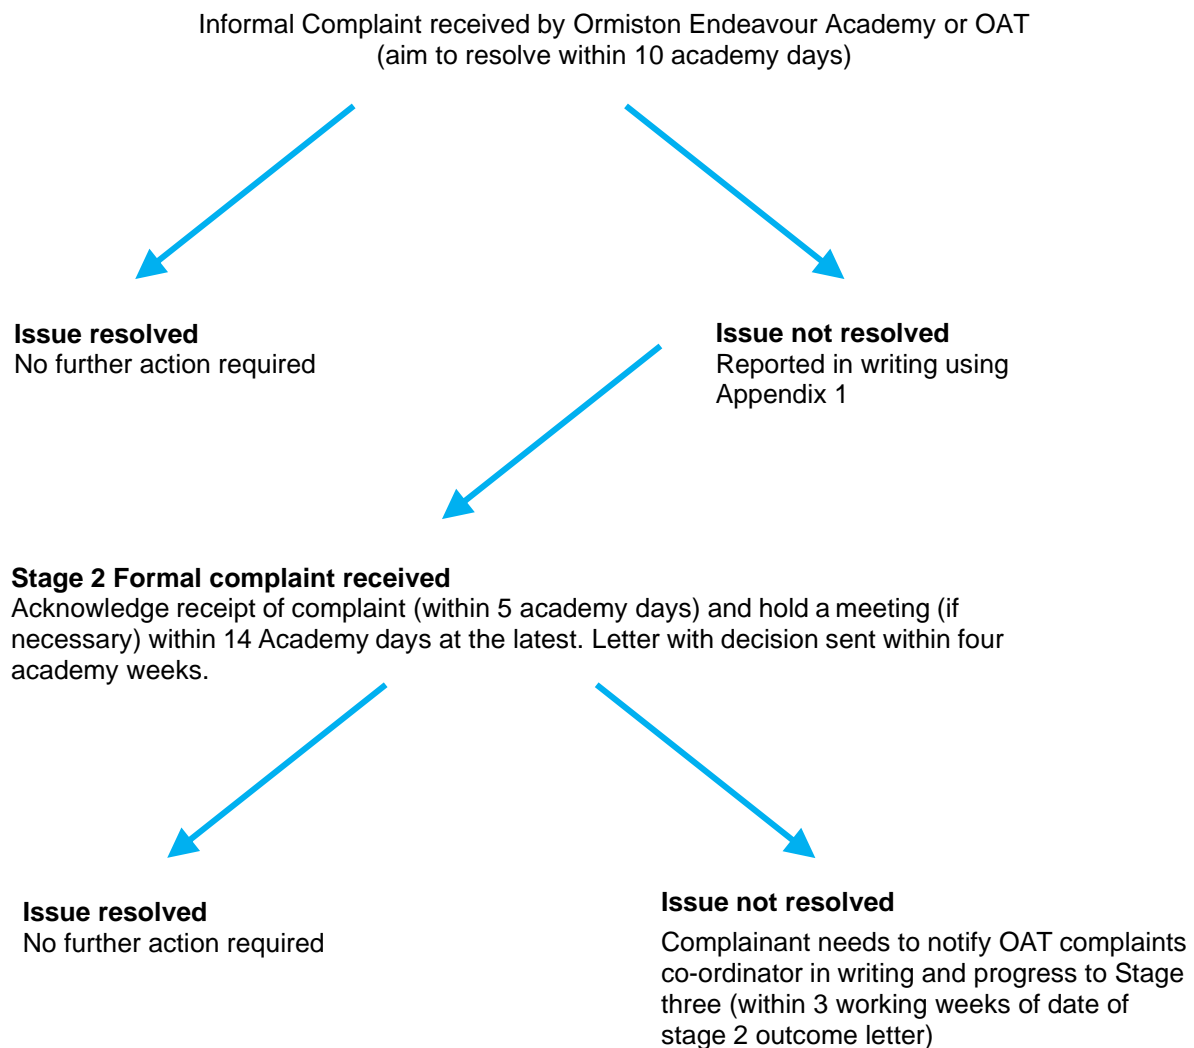 Informal Complaint received by Ormiston Endeavour Academy or OAT
(aim to resolve within 10 academy days)
Issue resolved
No further action required
Issue not resolved
Reported in writing using
Appendix 1
Stage 2 Formal complaint received
Acknowledge receipt of complaint (within 5 academy days) and hold a meeting (if
necessary) within 14 Academy days at the latest. Letter with decision sent within four
academy weeks.
Issue resolved
No further action required
Issue not resolved
Complainant needs to notify OAT complaints
co-ordinator in writing and progress to Stage
three (within 3 working weeks of date of
stage 2 outcome letter)